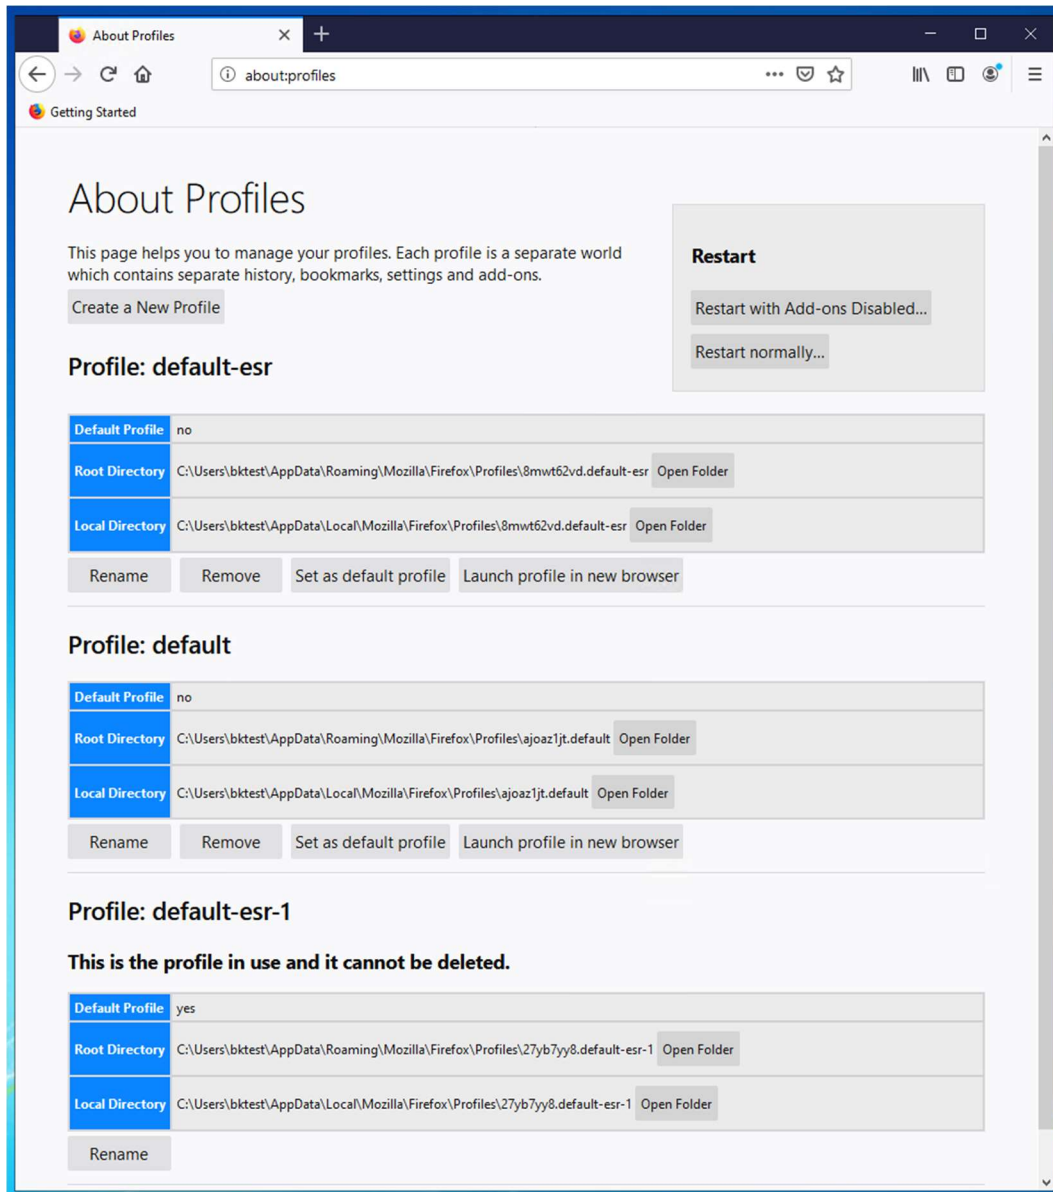 About Profiles
about:profiles
Getting Started
About Profiles
This page helps you to manage your profiles. Each profile is a separate world
which contains separate history, bookmarks, settings and add-ons.
Create a New Profile
Restart
Restart with Add-ons Disabled...
Restart normally...
Profile: default-esr
Default Profile no
Root Directory C:\Users\bktest\AppData\Roaming\Mozilla\Firefox\Profiles\8mwt62vd.default-esr Open Folder
Local Directory C:\Users\bktest\AppData\Local\Mozilla\Firefox\Profiles\8mwt62vd.default-esr Open Folder
Rename Remove Set as default profile Launch profile in new browser
Profile: default
Default Profile no
Root Directory C:\Users\bktest\AppData\Roaming\Mozilla\Firefox\Profiles\ajoaz1jt.default Open Folder
Local Directory C:\Users\bktest\AppData\Local\Mozilla\Firefox\Profiles\ajoaz1jt.default Open Folder
Rename Remove Set as default profile Launch profile in new browser
Profile: default-esr-1
This is the profile in use and it cannot be deleted.
Default Profile yes
Root Directory C:\Users\bktest\AppData\Roaming\Mozilla\Firefox\Profiles\27yb7yy8.default-esr-1 Open Folder
Local Directory C:\Users\bktest\AppData\Local\Mozilla\Firefox\Profiles\27yb7yy8.default-esr-1 Open Folder
Rename